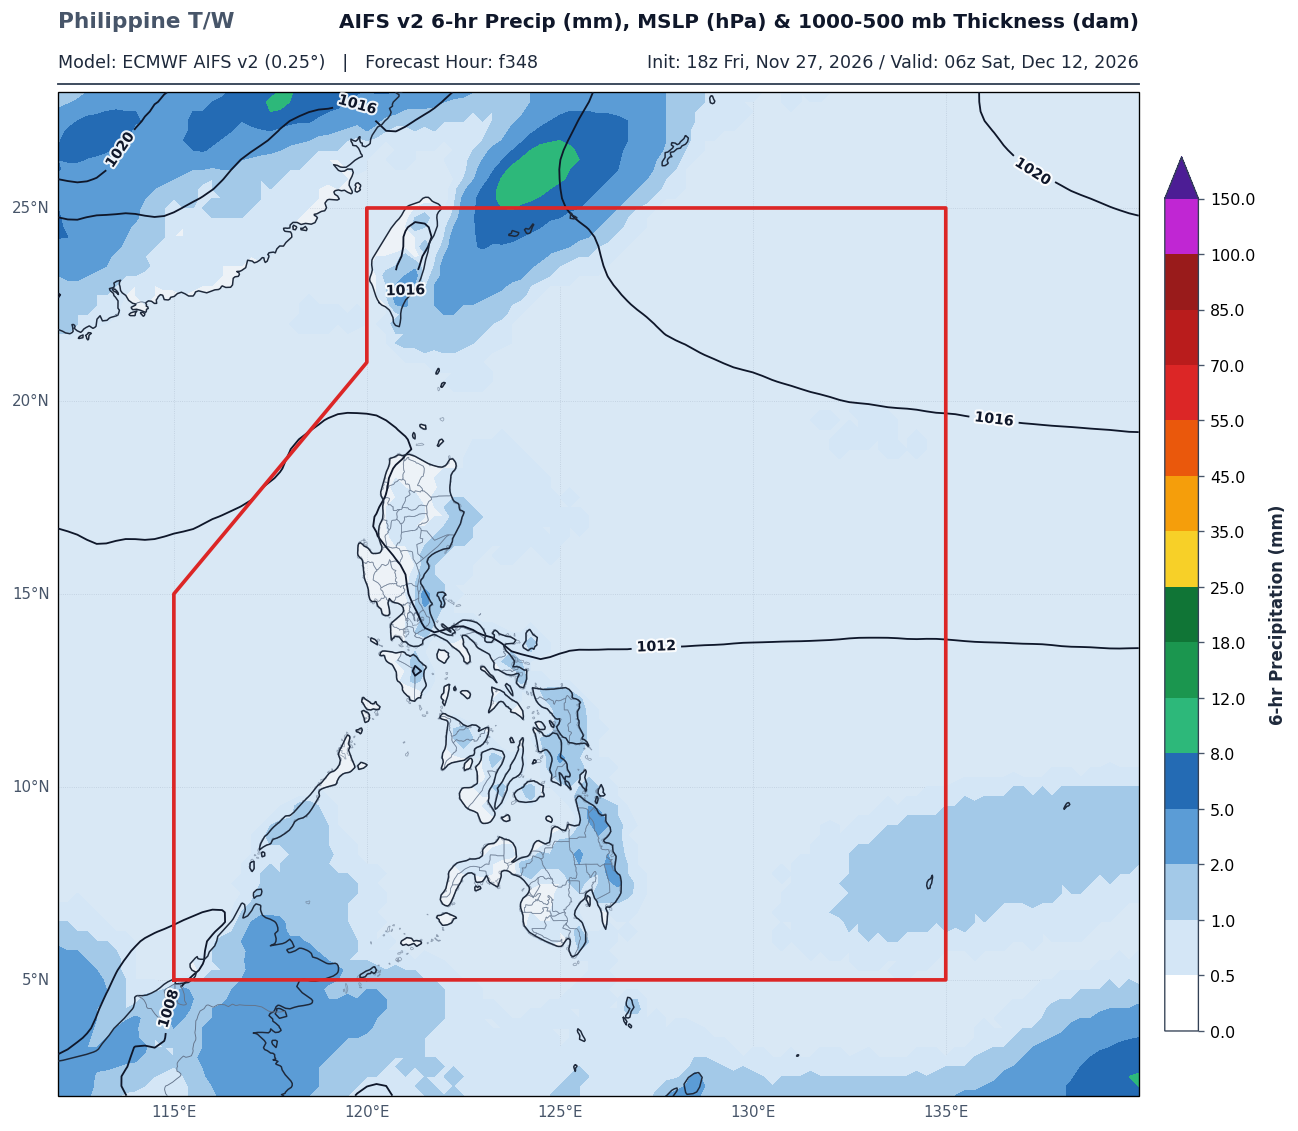 Philippine T/W
AIFS v2 6-hr Precip (mm), MSLP (hPa) & 1000-500 mb Thickness (dam)
Model: ECMWF AIFS v2 (0.25°) | Forecast Hour: f348
Init: 18z Fri, Nov 27, 2026 / Valid: 06z Sat, Dec 12, 2026
1016
1020
1020
25°N
1016
20°N
1016
15°N
1012
10°N
5°N
1008
115°E
120°E
125°E
130°E
135°E
150.0
100.0
85.0
70.0
55.0
45.0
35.0
25.0
18.0
12.0
8.0
5.0
2.0
1.0
0.5
0.0
6-hr Precipitation (mm)